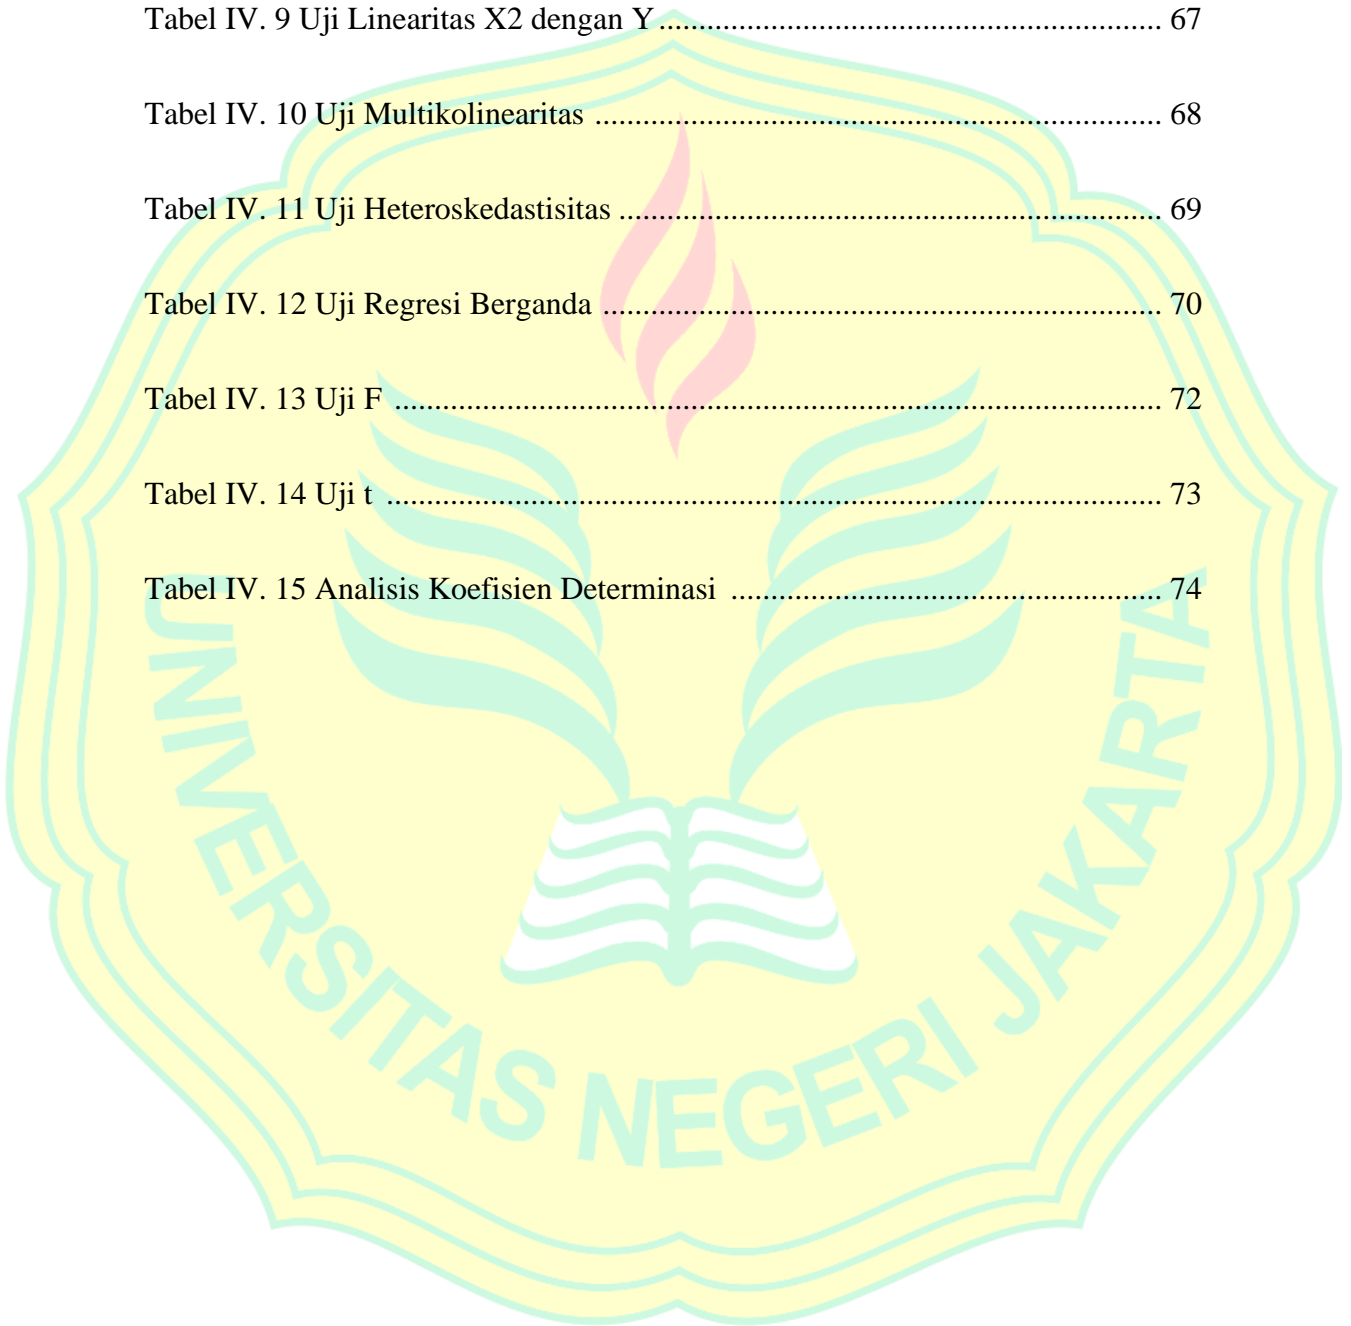 Tabel IV. 9 Uji Linearitas X2 dengan Y ................................................................ 67
Tabel IV. 10 Uji Multikolinearitas ........................................................................ 68
Tabel IV. 11 Uji Heteroskedastisitas ..................................................................... 69
Tabel IV. 12 Uji Regresi Berganda ....................................................................... 70
Tabel IV. 13 Uji F .................................................................................................. 72
Tabel IV. 14 Uji t ................................................................................................... 73
Tabel IV. 15 Analisis Koefisien Determinasi ....................................................... 74
UNIVERSITAS NEGERI JAKARTA